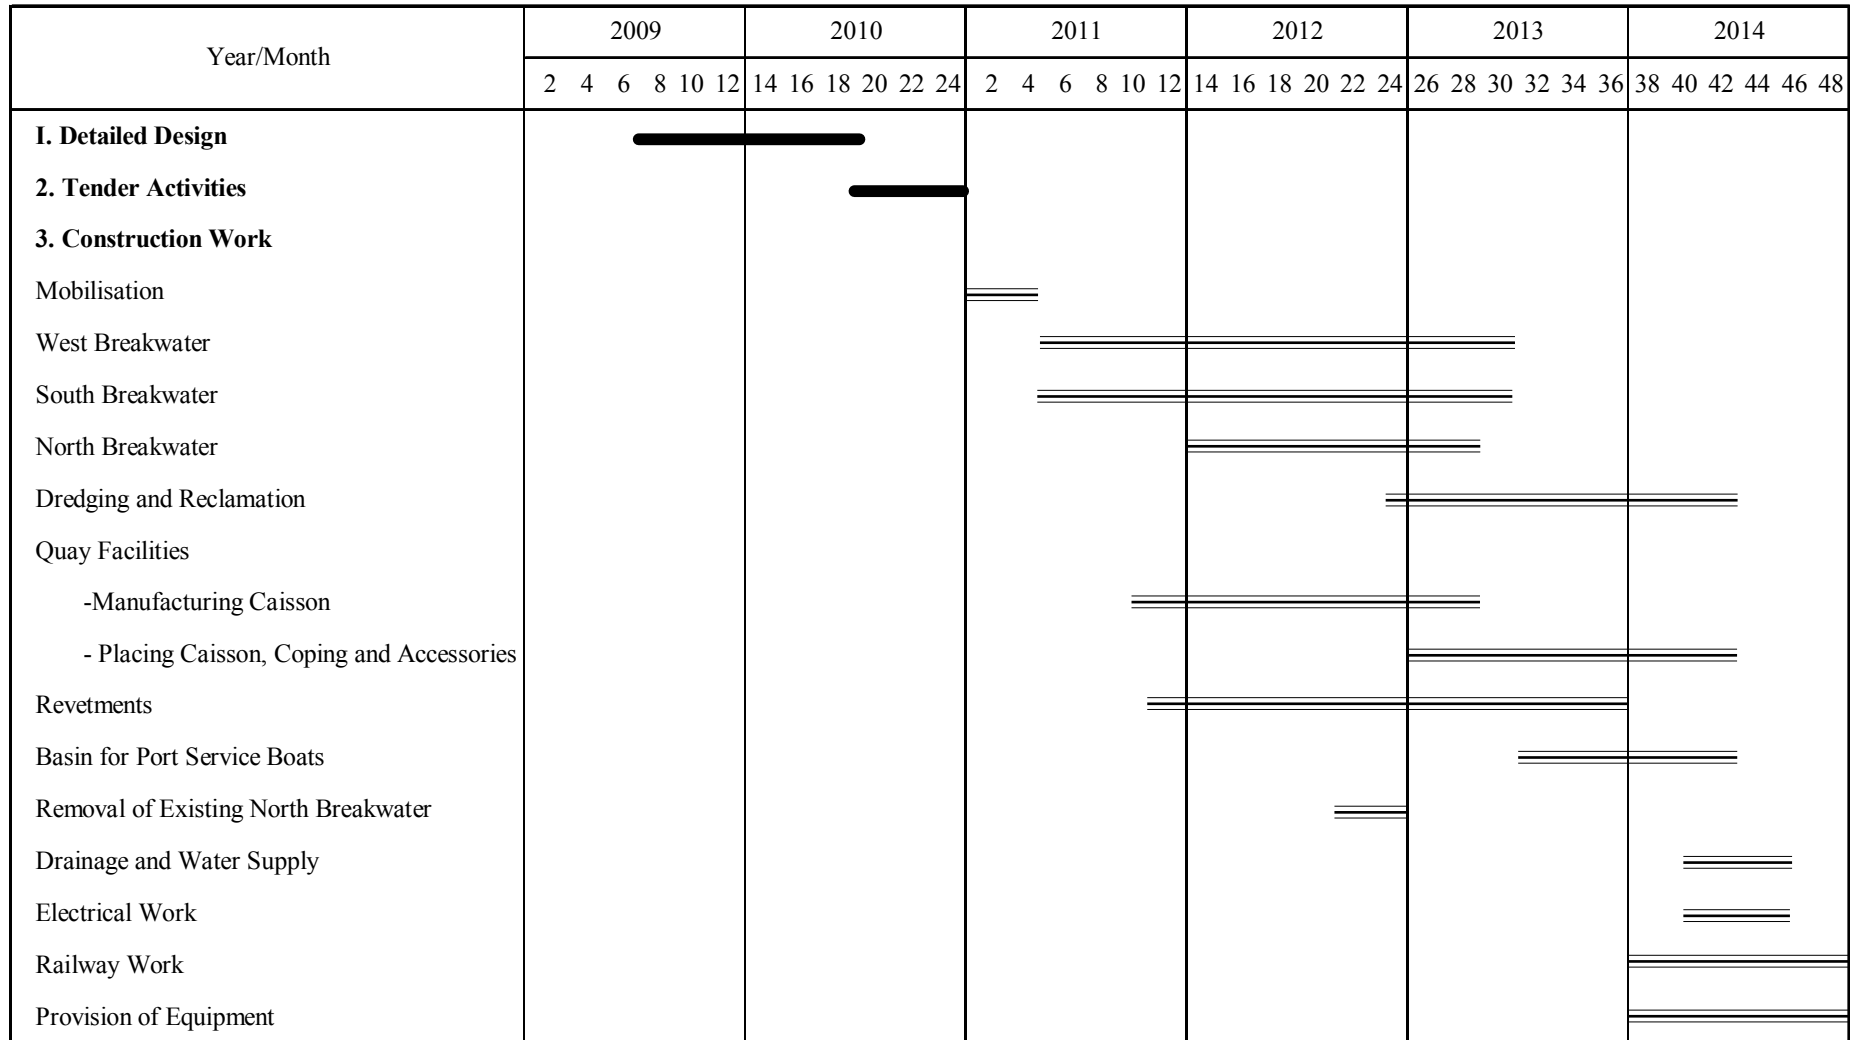 Year/Month
2009 2010 2011 2012 2013 2014
2 4 6 8 10 12 14 16 18 20 22 24 2 4 6 8 10 12 14 16 18 20 22 24 26 28 30 32 34 36 38 40 42 44 46 48
I. Detailed Design
2. Tender Activities
3. Construction Work
Mobilisation
West Breakwater
South Breakwater
North Breakwater
Dredging and Reclamation
Quay Facilities
-Manufacturing Caisson
- Placing Caisson, Coping and Accessories
Revetments
Basin for Port Service Boats
Removal of Existing North Breakwater
Drainage and Water Supply
Electrical Work
Railway Work
Provision of Equipment